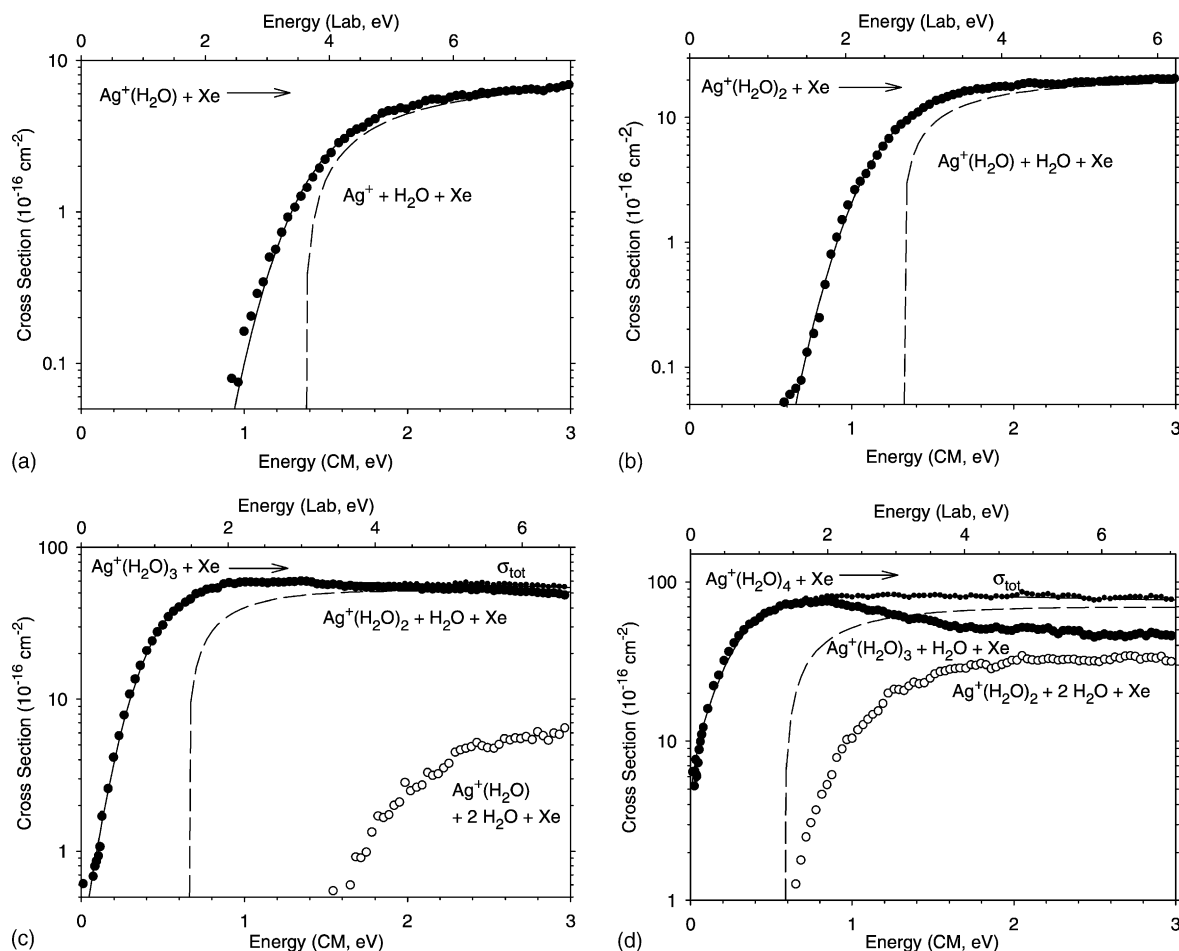 Energy (Lab, eV)
0 2 4 6
10
1
0.1
Cross Section (10⁻¹⁶ cm⁻²)
Ag⁺(H₂O) + Xe
Ag⁺ + H₂O + Xe
0 1 2 3
(a)
Energy (CM, eV)
Energy (Lab, eV)
0 2 4 6
10
1
0.1
Cross Section (10⁻¹⁶ cm⁻²)
Ag⁺(H₂O)₂ + Xe
Ag⁺(H₂O) + H₂O + Xe
0 1 2 3
(b)
Energy (CM, eV)
Energy (Lab, eV)
0 2 4 6
100
10
1
Cross Section (10⁻¹⁶ cm⁻²)
Ag⁺(H₂O)₃ + Xe
σtot
Ag⁺(H₂O)₂ + H₂O + Xe
Ag⁺(H₂O)
+ 2 H₂O + Xe
0 1 2 3
(c)
Energy (CM, eV)
Energy (Lab, eV)
0 2 4 6
100
10
1
Cross Section (10⁻¹⁶ cm⁻²)
Ag⁺(H₂O)₄ + Xe
σtot
Ag⁺(H₂O)₃ + H₂O + Xe
Ag⁺(H₂O)₂ + 2 H₂O + Xe
0 1 2 3
(d)
Energy (CM, eV)